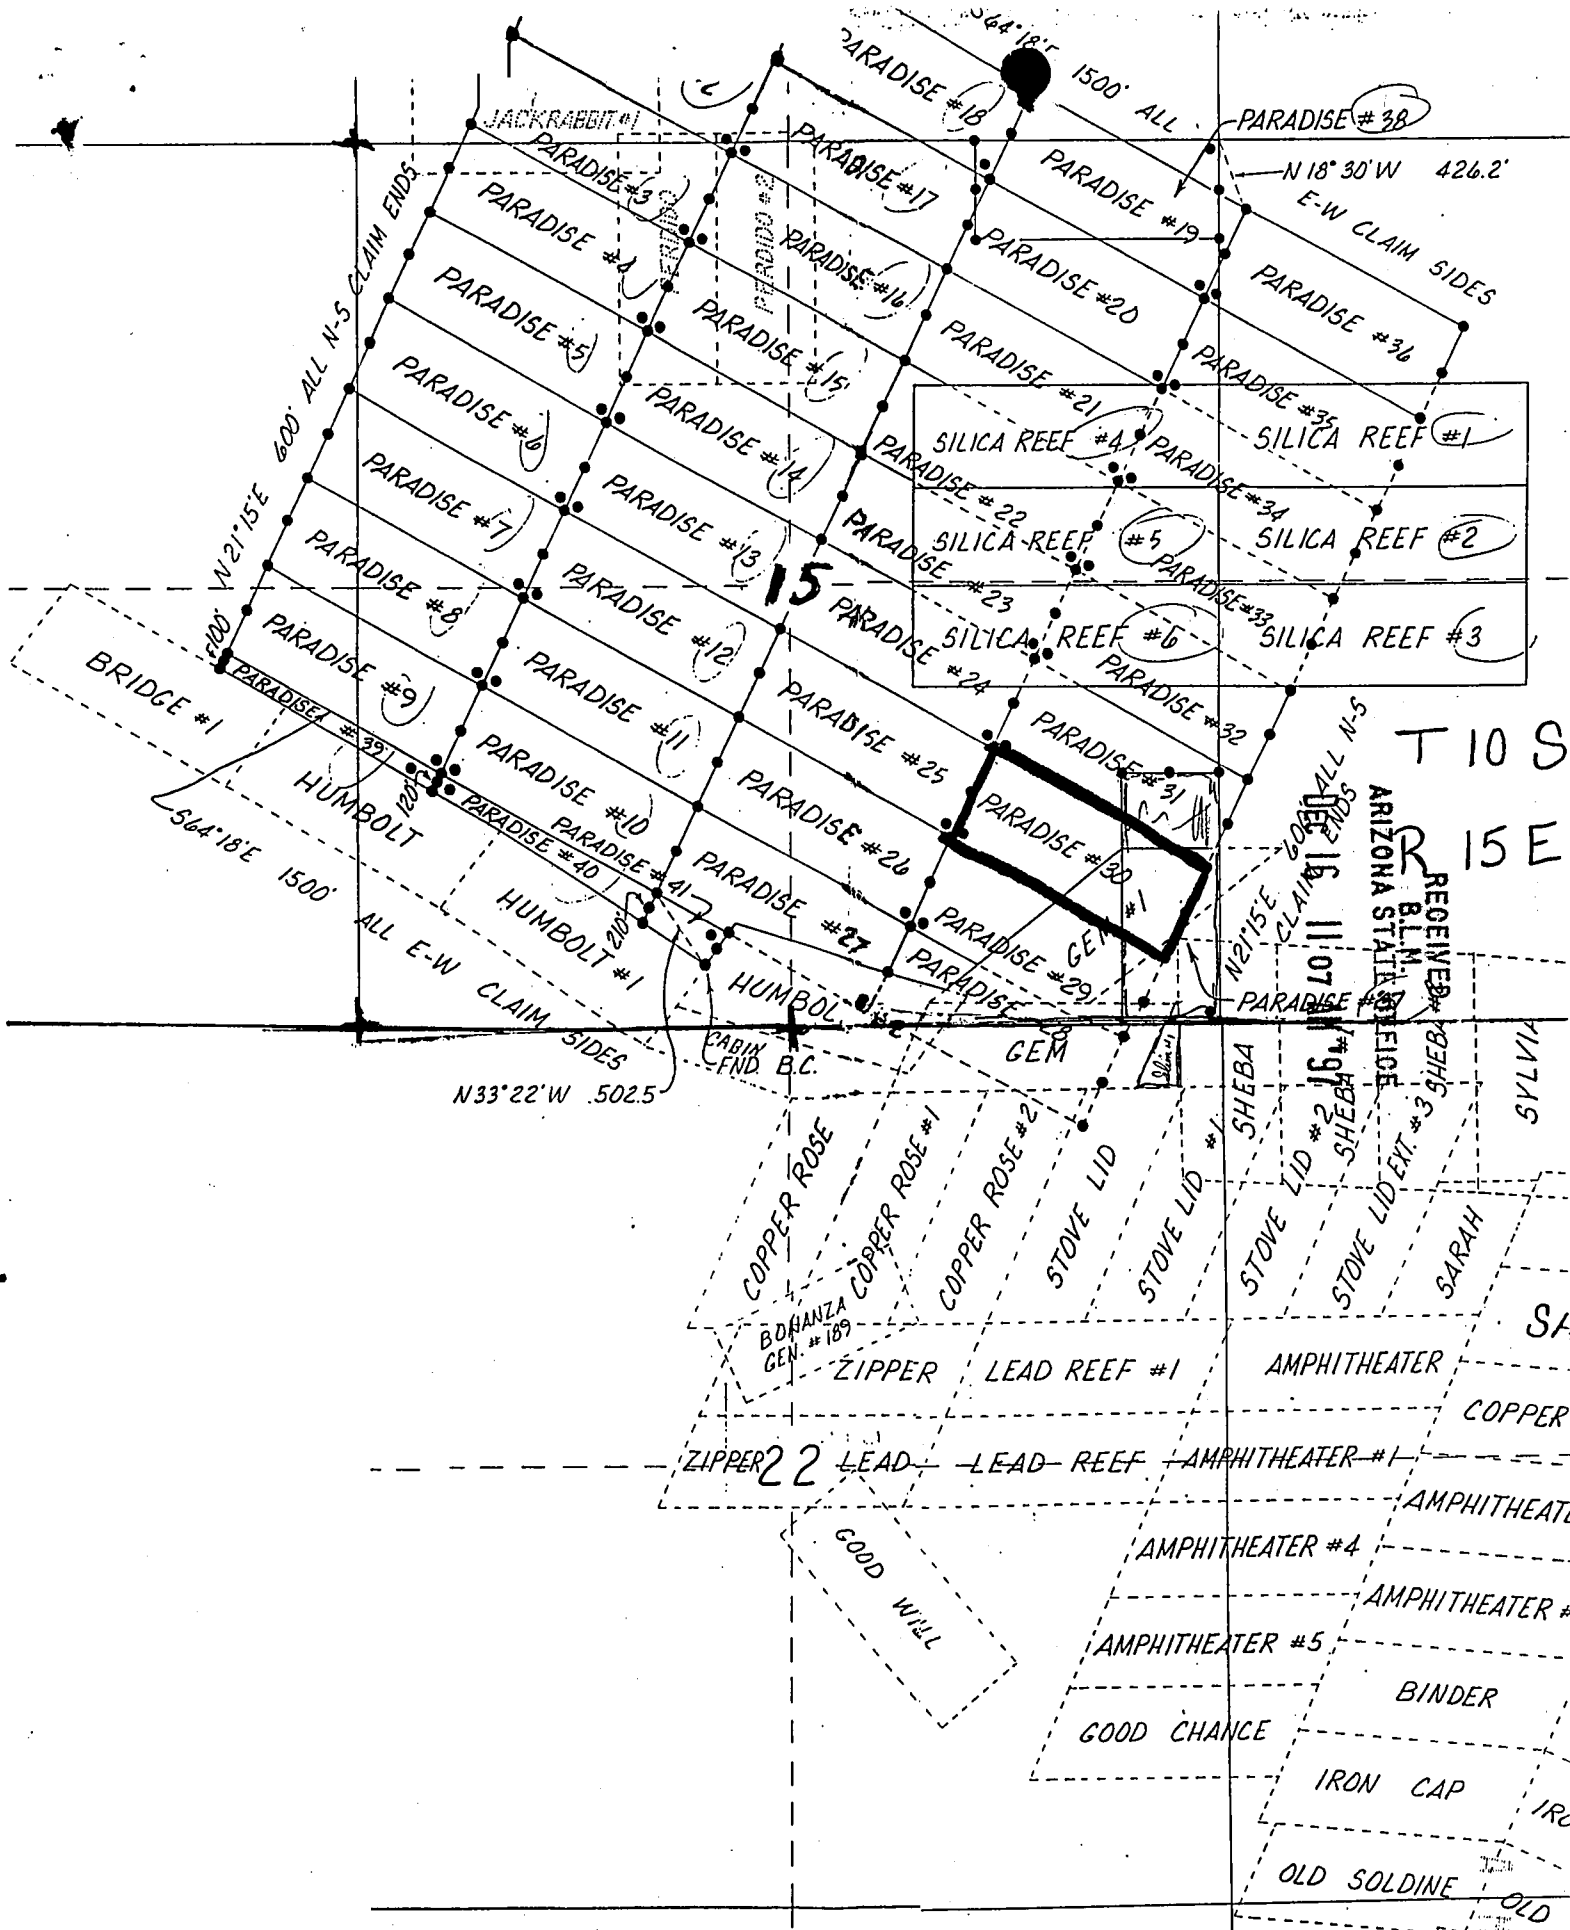 S64°18'E
1500' ALL
E-W CLAIM SIDES
PARADISE #38
N 18°30' W 426.2'
JACKRABBIT #1
PARADISE #18
PARADISE #17
PARADISE #19
PARADISE #3
PERDIDO
PERDIDO #2
PARADISE #4
PARADISE #16
PARADISE #20
PARADISE #36
PARADISE #5
PARADISE #15
PARADISE #21
PARADISE #35
N 21°15'E 600' ALL N-S CLAIM ENDS
PARADISE #6
PARADISE #14
PARADISE #22
PARADISE #34
SILICA REEF #4
SILICA REEF #1
PARADISE #7
PARADISE #13
PARADISE #23
PARADISE #33
SILICA REEF #5
SILICA REEF #2
15
PARADISE #8
PARADISE #12
PARADISE #24
PARADISE #32
SILICA REEF #6
SILICA REEF #3
100'
BRIDGE #1
PARADISE #9
PARADISE #39
PARADISE #11
PARADISE #25
PARADISE #31
T 10 S
R 15 E
HUMBOLT
120'
PARADISE #10
PARADISE #26
PARADISE #30
GEM #1
N21°15'E 600' ALL N-S
CLAIM ENDS
RECEIVED
B.L.M.
ARIZONA STATE OFFICE
DEC 16 11 07 AM '97
S64°18'E 1500' ALL E-W CLAIM SIDES
PARADISE #40
PARADISE #41
PARADISE #27
PARADISE #29
HUMBOLT #1
210'
HUMBOL #2
PARADISE 28
PARADISE #37
GEM
CABIN
FND. B.C.
N33°22'W 502.5
SHEBA
SHEBA #1
SHEBA #
SYLVIA
COPPER ROSE
COPPER ROSE #1
COPPER ROSE #2
STOVE LID
STOVE LID #1
STOVE LID #2
STOVE LID EXT. #3
SARAH
BONANZA
GEN. #189
ZIPPER
LEAD REEF #1
AMPHITHEATER
COPPER
ZIPPER LEAD
22
LEAD REEF
AMPHITHEATER #1
AMPHITHEATE
GOOD WILL
AMPHITHEATER #4
AMPHITHEATER #
AMPHITHEATER #5
BINDER
GOOD CHANCE
IRON CAP
IRO
OLD SOLDINE
OLD